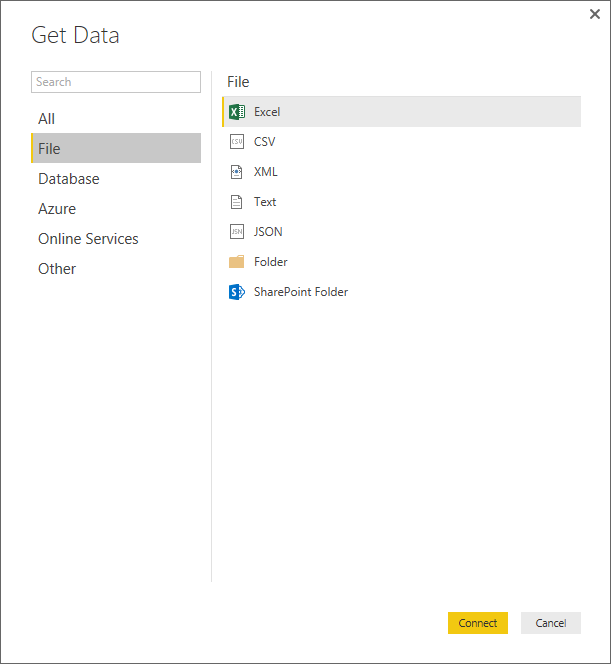 Get Data
Search
All
File
Database
Azure
Online Services
Other
File
Excel
CSV
XML
Text
JSON
Folder
SharePoint Folder
Connect
Cancel